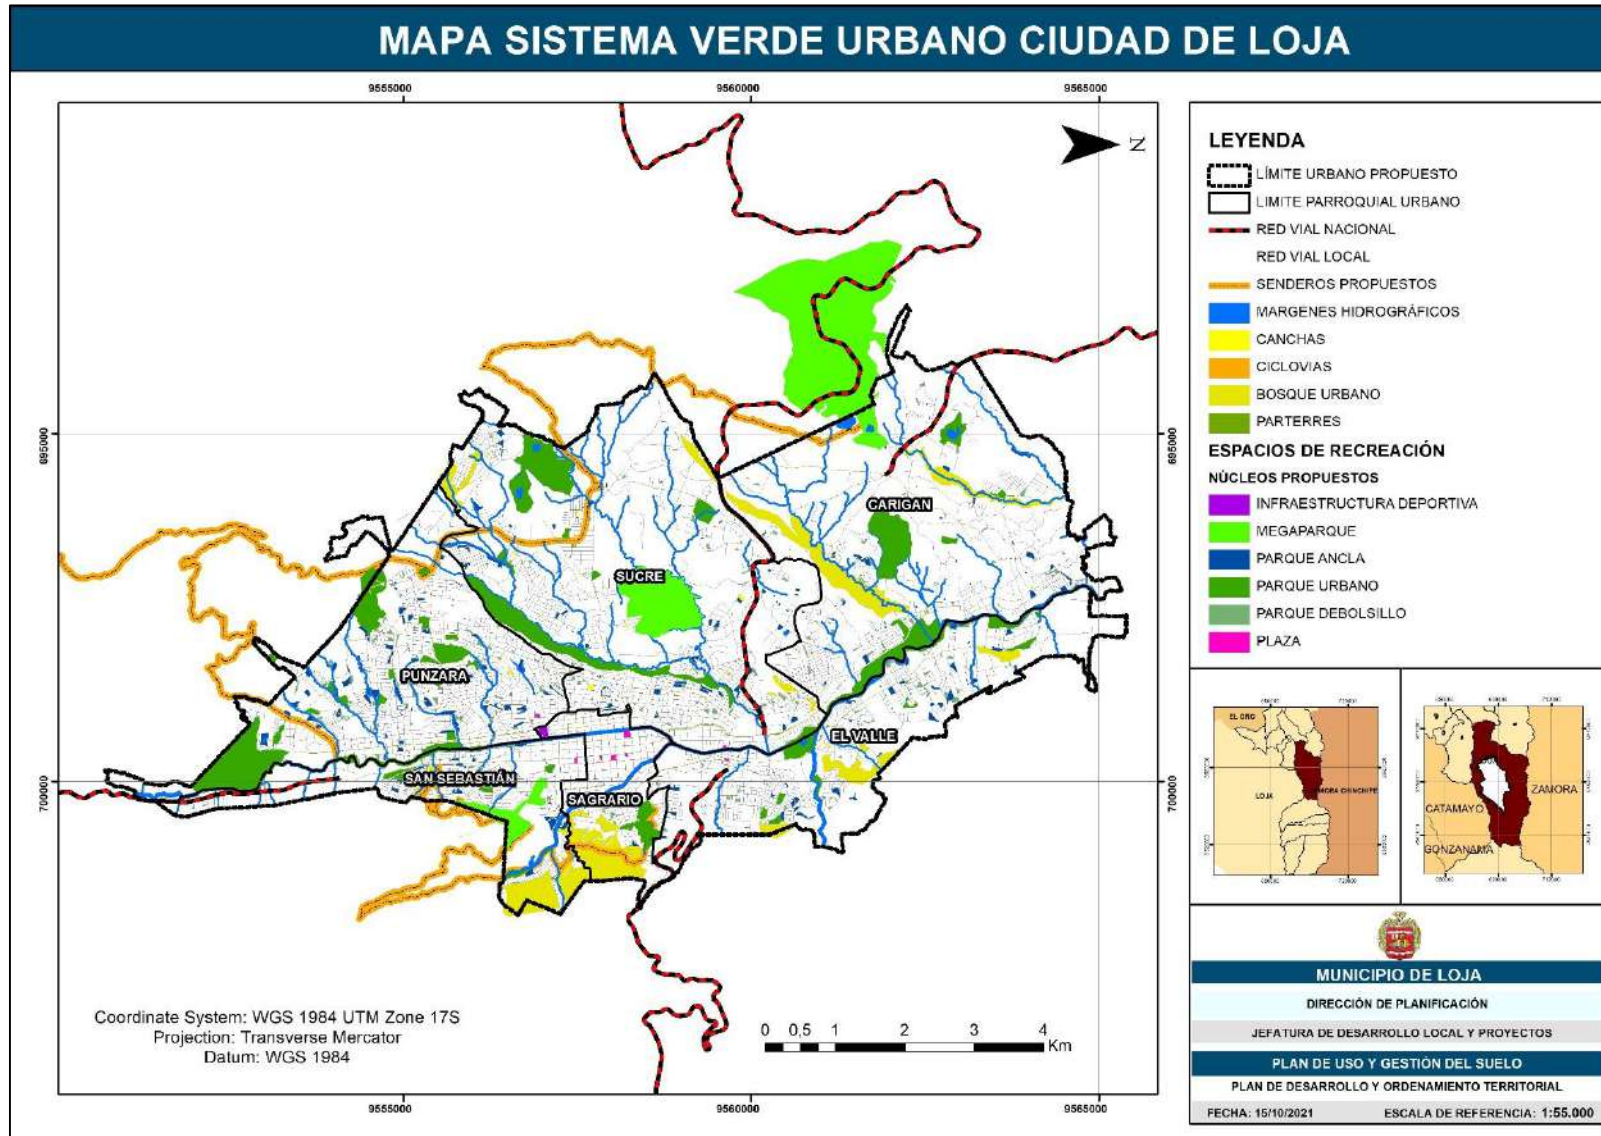 MAPA SISTEMA VERDE URBANO CIUDAD DE LOJA
9555000
9560000
9565000
N
695000
695000
700000
700000
CARIGAN
SUCRE
PUNZARA
EL VALLE
SAN SEBASTIÁN
SAGRARIO
Coordinate System: WGS 1984 UTM Zone 17S
Projection: Transverse Mercator
Datum: WGS 1984
0 0,5 1 2 3 4
Km
9555000
9560000
9565000
LEYENDA
LÍMITE URBANO PROPUESTO
LIMITE PARROQUIAL URBANO
RED VIAL NACIONAL
RED VIAL LOCAL
SENDEROS PROPUESTOS
MARGENES HIDROGRÁFICOS
CANCHAS
CICLOVIAS
BOSQUE URBANO
PARTERRES
ESPACIOS DE RECREACIÓN
NÚCLEOS PROPUESTOS
INFRAESTRUCTURA DEPORTIVA
MEGAPARQUE
PARQUE ANCLA
PARQUE URBANO
PARQUE DEBOLSILLO
PLAZA
EL ORO
LOJA
ZAMORA CHINCHIPE
CATAMAYO
ZAMORA
GONZANAMA
MUNICIPIO DE LOJA
DIRECCIÓN DE PLANIFICACIÓN
JEFATURA DE DESARROLLO LOCAL Y PROYECTOS
PLAN DE USO Y GESTIÓN DEL SUELO
PLAN DE DESARROLLO Y ORDENAMIENTO TERRITORIAL
FECHA: 15/10/2021 ESCALA DE REFERENCIA: 1:55.000